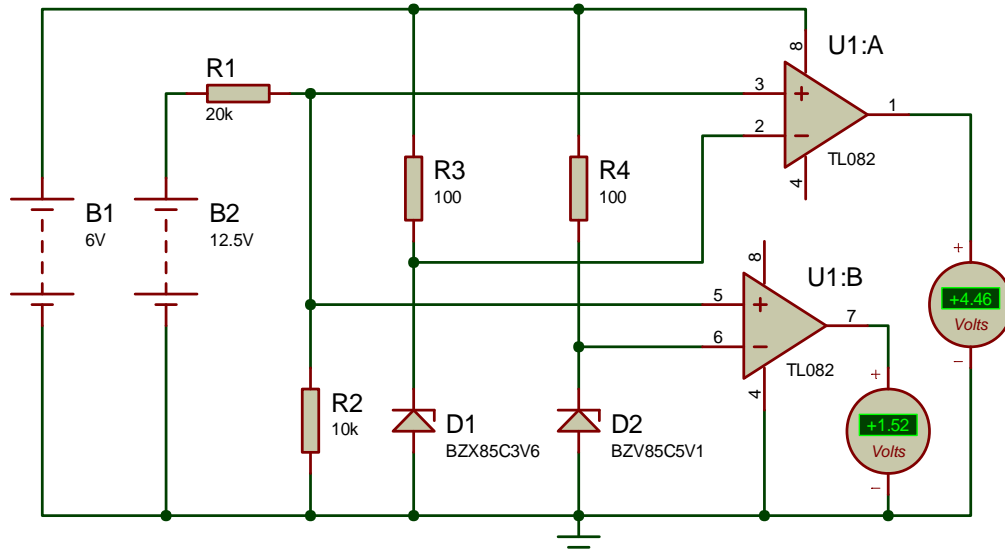 8
U1:A
R1
20k
3
+
1
2
−
TL082
4
R3
100
R4
100
B1
6V
B2
12.5V
8
U1:B
5
+
7
6
−
TL082
4
+
+4.46
Volts
−
R2
10k
D1
BZX85C3V6
D2
BZV85C5V1
+
+1.52
Volts
−